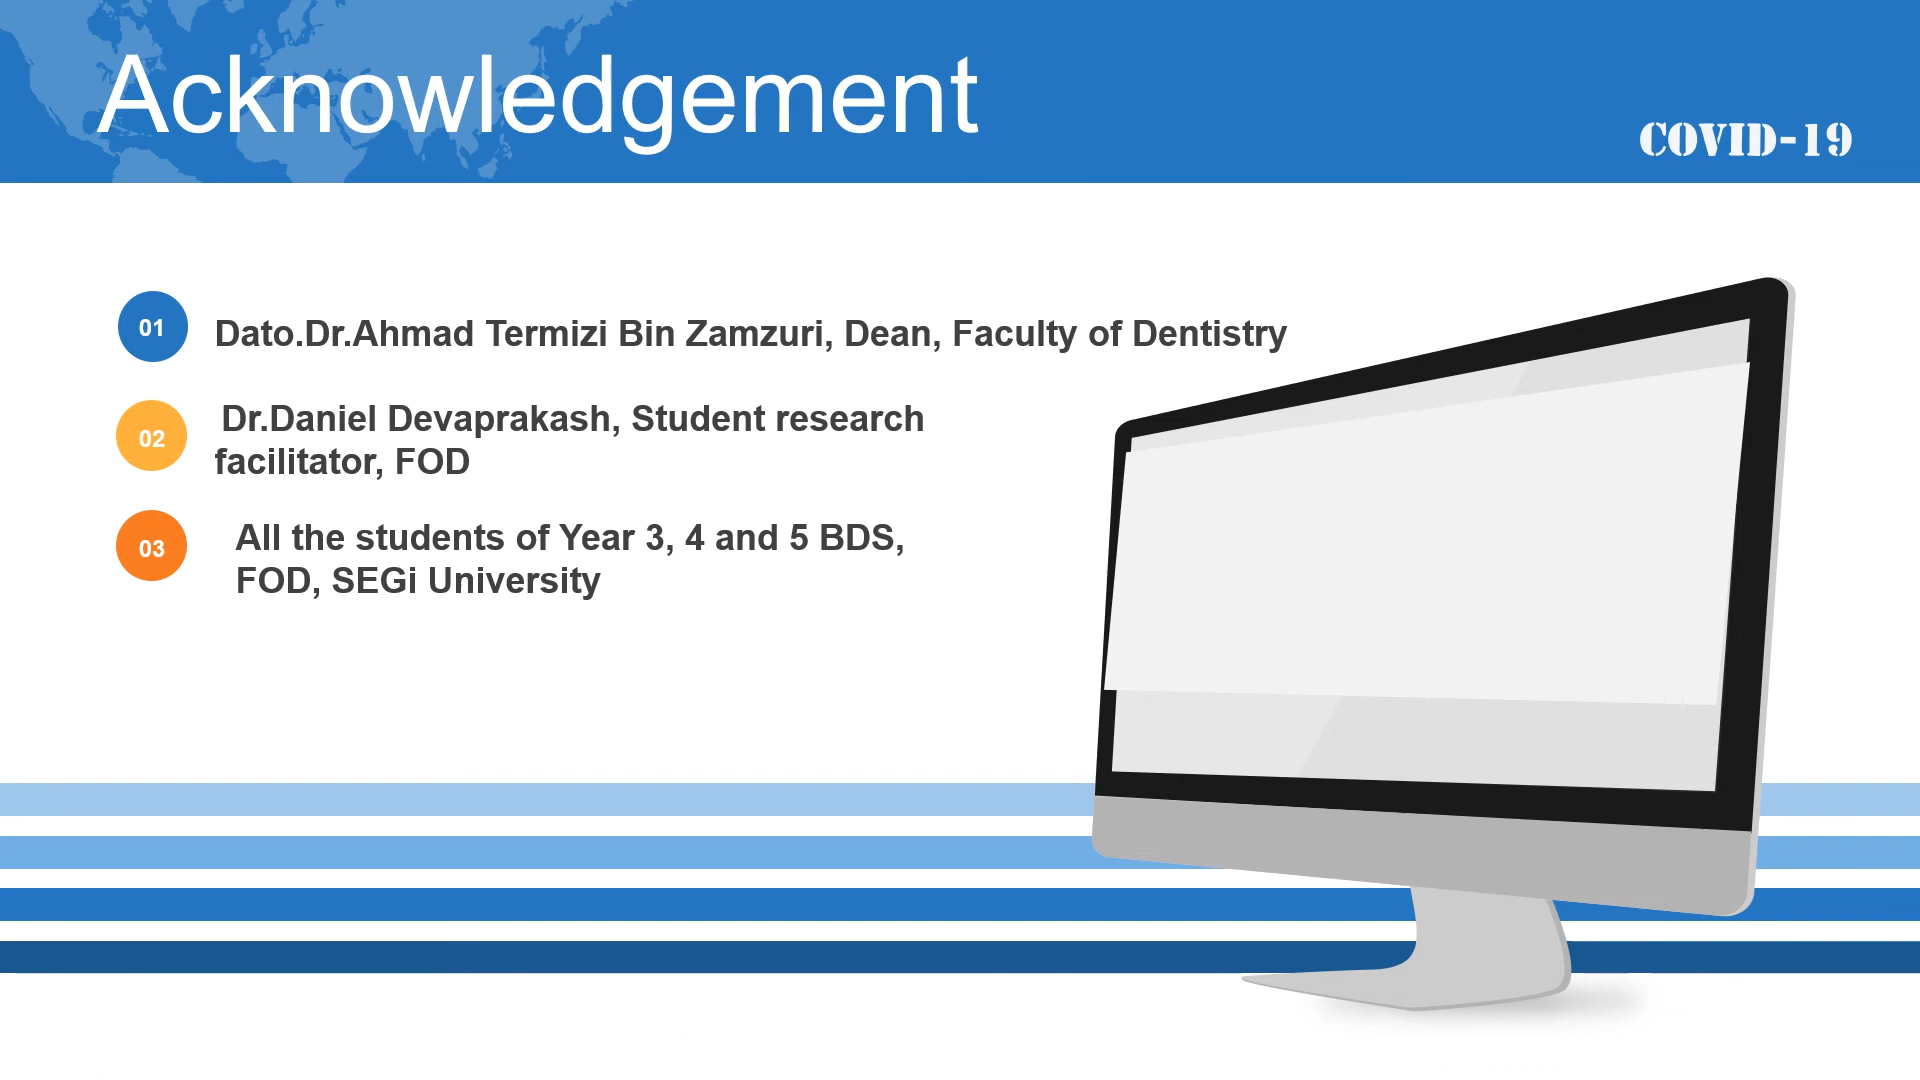 Acknowledgement
COVID-19
01
Dato.Dr.Ahmad Termizi Bin Zamzuri, Dean, Faculty of Dentistry
02
Dr.Daniel Devaprakash, Student research
facilitator, FOD
03
All the students of Year 3, 4 and 5 BDS,
FOD, SEGi University